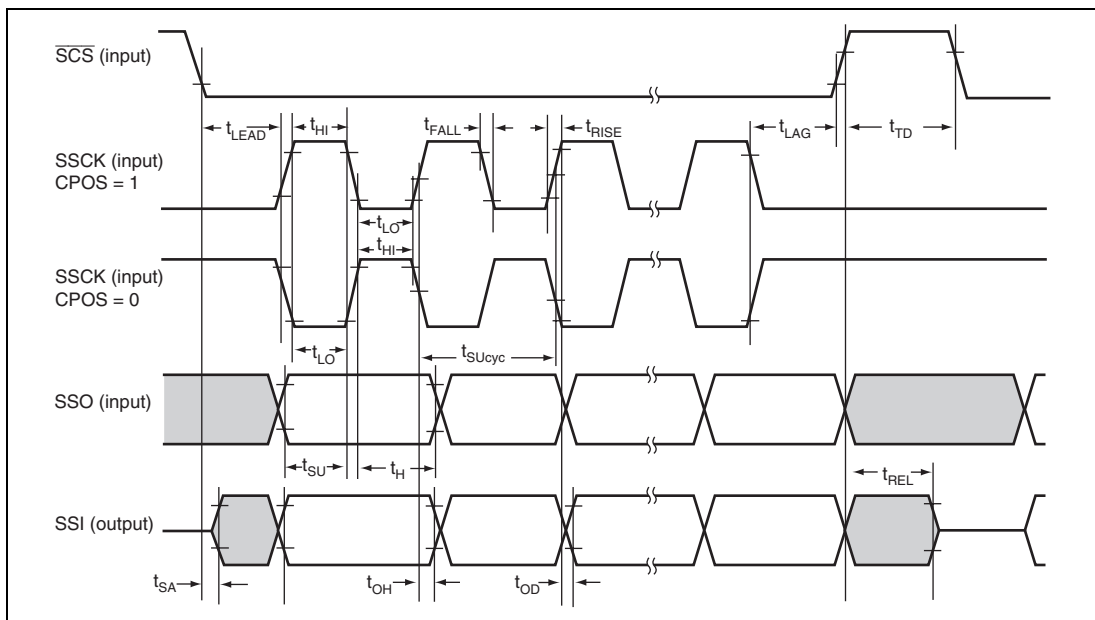 SCS (input)
tLEAD tHI tFALL tRISE tLAG tTD
SSCK (input)
CPOS = 1
tLO
tHI
SSCK (input)
CPOS = 0
tLO tSUcyc
SSO (input)
tSU tH tREL
SSI (output)
tSA tOH tOD